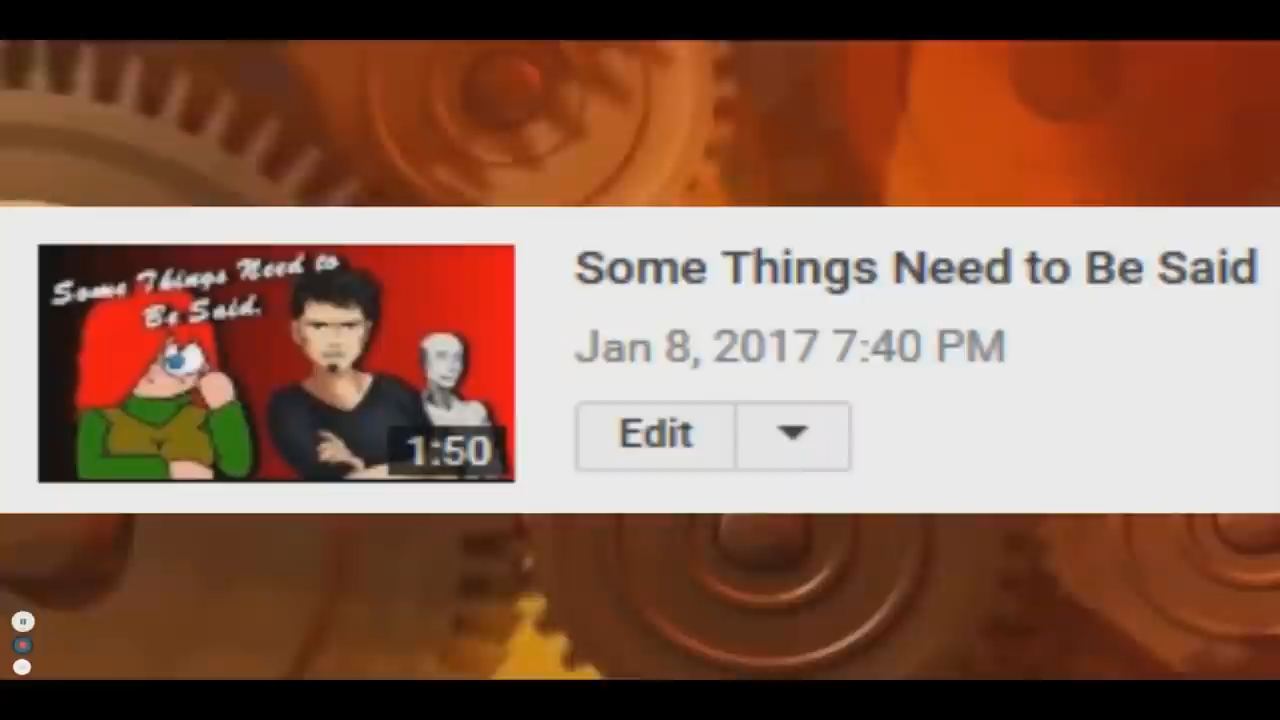 Some Things Need to
Be Said.
1:50
Some Things Need to Be Said
Jan 8, 2017 7:40 PM
Edit